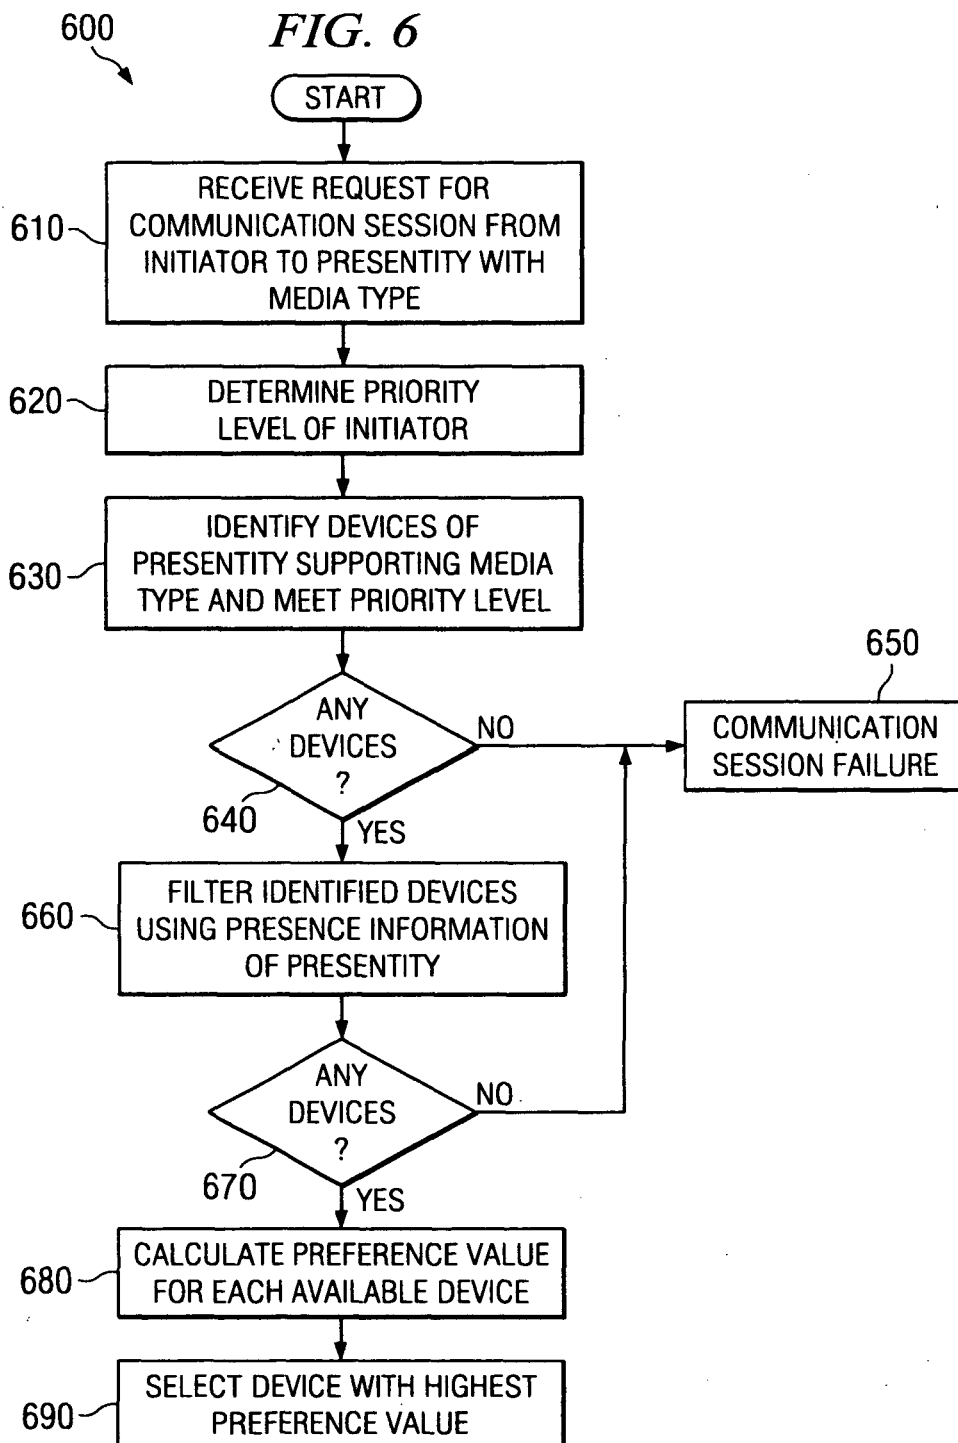 600
FIG. 6
START
610
RECEIVE REQUEST FOR
COMMUNICATION SESSION FROM
INITIATOR TO PRESENTITY WITH
MEDIA TYPE
620
DETERMINE PRIORITY
LEVEL OF INITIATOR
630
IDENTIFY DEVICES OF
PRESENTITY SUPPORTING MEDIA
TYPE AND MEET PRIORITY LEVEL
640
ANY
DEVICES
?
NO
YES
650
COMMUNICATION
SESSION FAILURE
660
FILTER IDENTIFIED DEVICES
USING PRESENCE INFORMATION
OF PRESENTITY
670
ANY
DEVICES
?
NO
YES
680
CALCULATE PREFERENCE VALUE
FOR EACH AVAILABLE DEVICE
690
SELECT DEVICE WITH HIGHEST
PREFERENCE VALUE